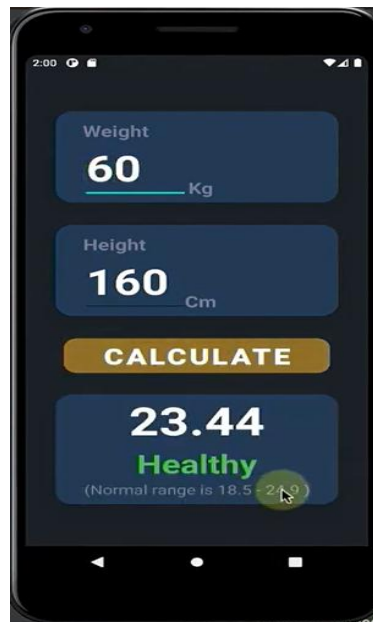 2:00
Weight
60
Kg
Height
160
Cm
CALCULATE
23.44
Healthy
(Normal range is 18.5 - 24.9 )